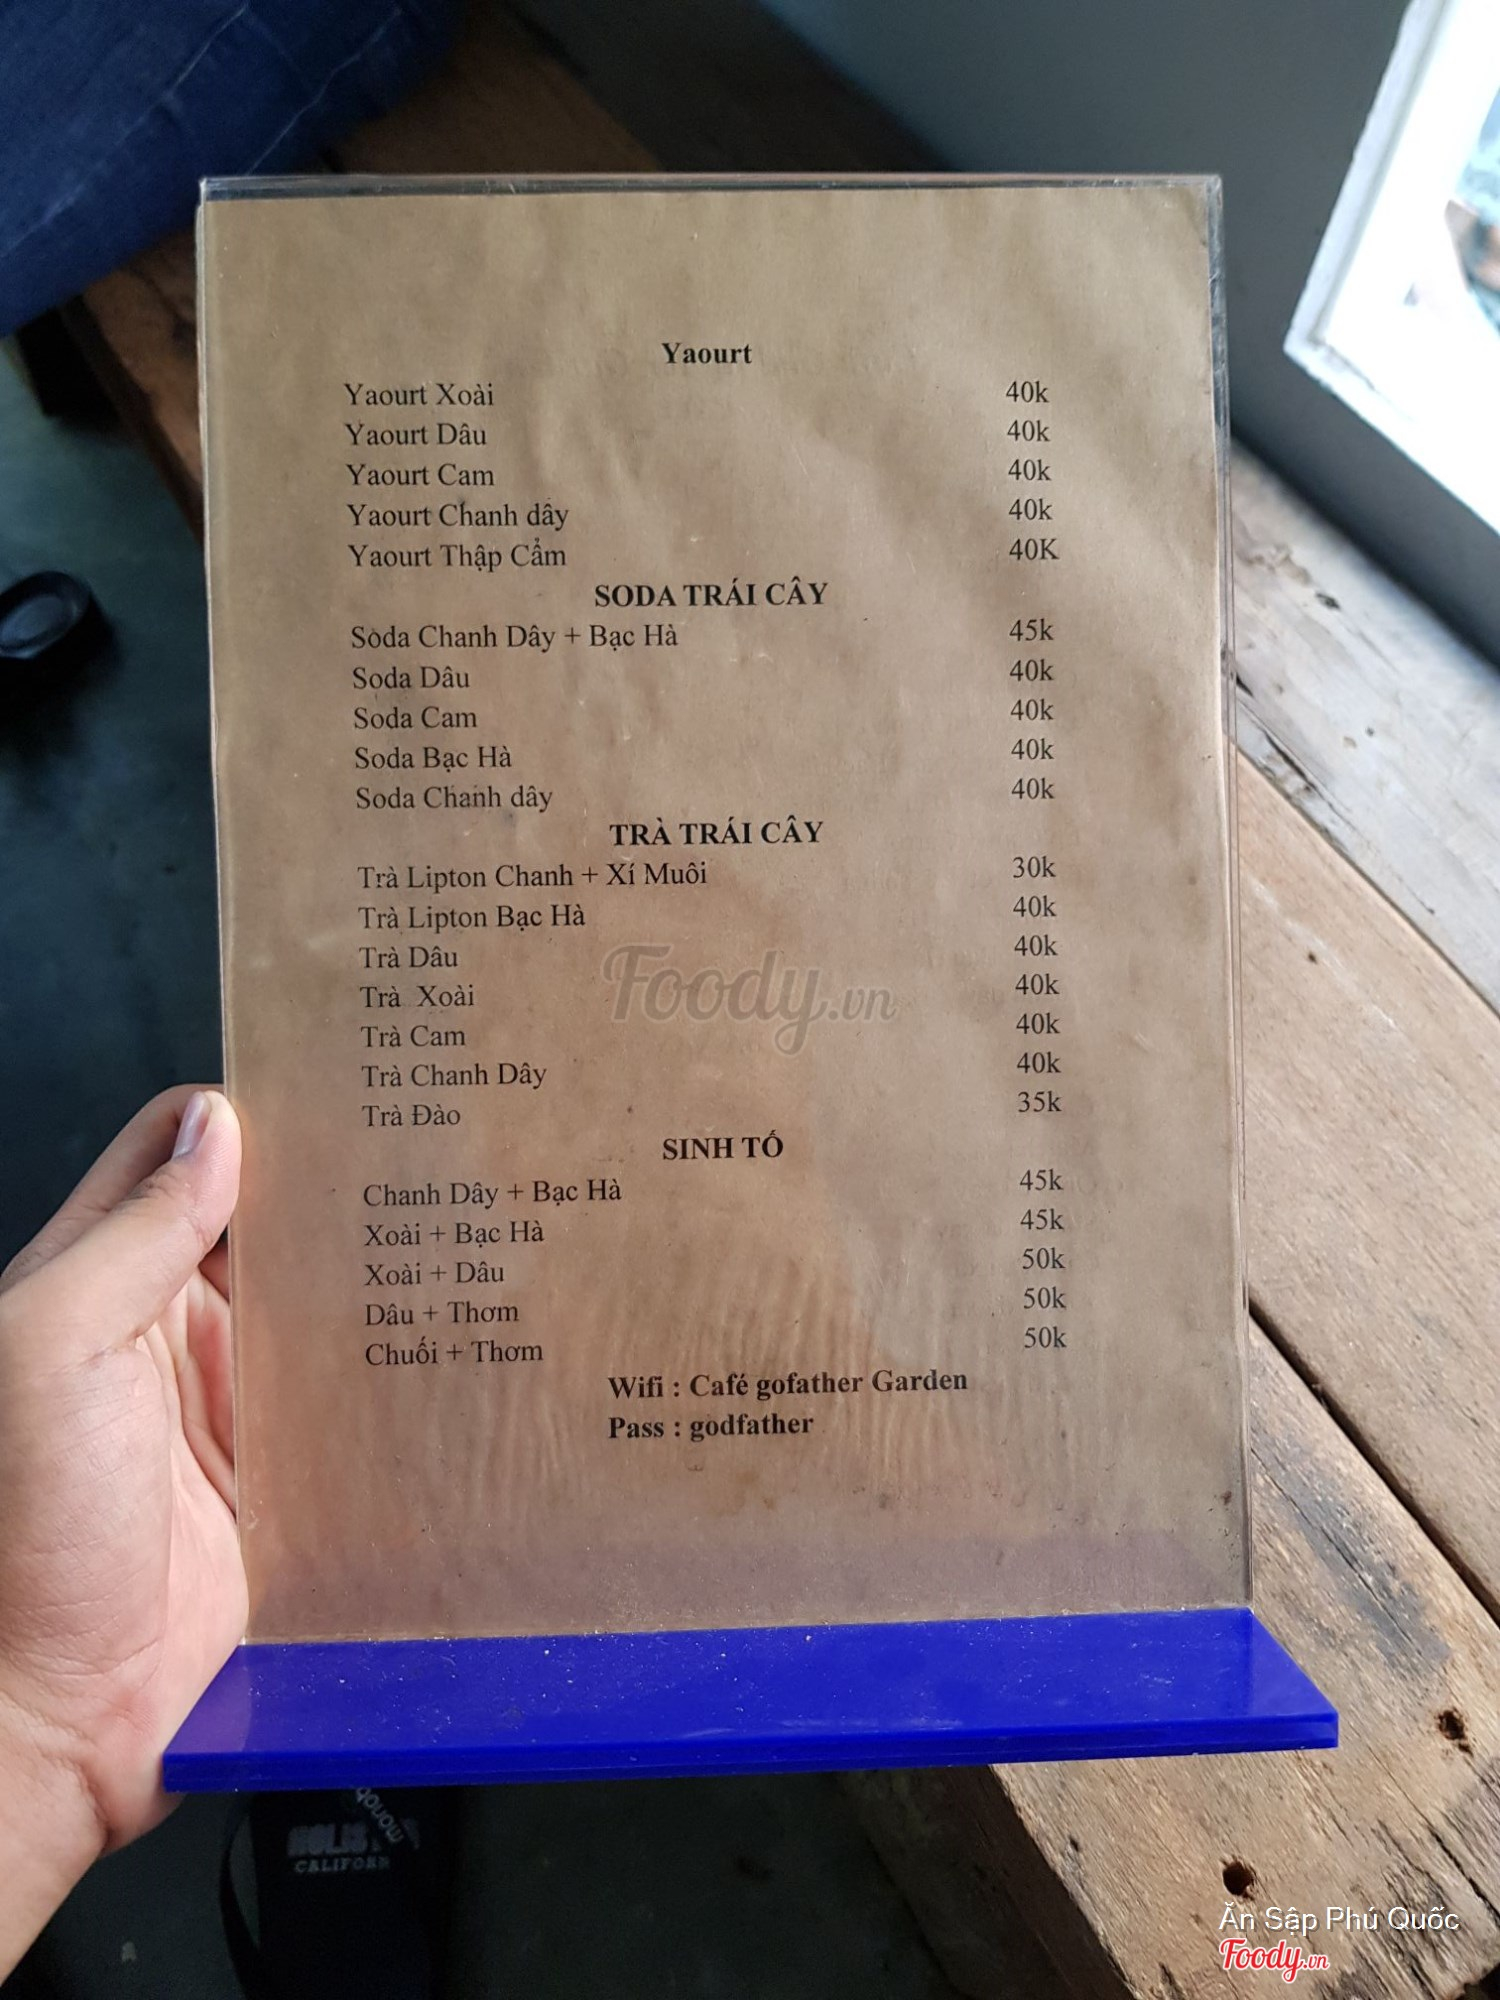 Yaourt
Yaourt Xoài 40k
Yaourt Dâu 40k
Yaourt Cam 40k
Yaourt Chanh dây 40k
Yaourt Thập Cẩm 40K
SODA TRÁI CÂY
Soda Chanh Dây + Bạc Hà 45k
Soda Dâu 40k
Soda Cam 40k
Soda Bạc Hà 40k
Soda Chanh dây 40k
TRÀ TRÁI CÂY
Trà Lipton Chanh + Xí Muôi 30k
Trà Lipton Bạc Hà 40k
Trà Dâu 40k
Trà Xoài 40k
Trà Cam 40k
Trà Chanh Dây 40k
Trà Đào 35k
SINH TỐ
Chanh Dây + Bạc Hà 45k
Xoài + Bạc Hà 45k
Xoài + Dâu 50k
Dâu + Thơm 50k
Chuối + Thơm 50k
Wifi : Café gofather Garden
Pass : godfather
Foody.vn
Ăn Sập Phú Quốc
Foody.vn